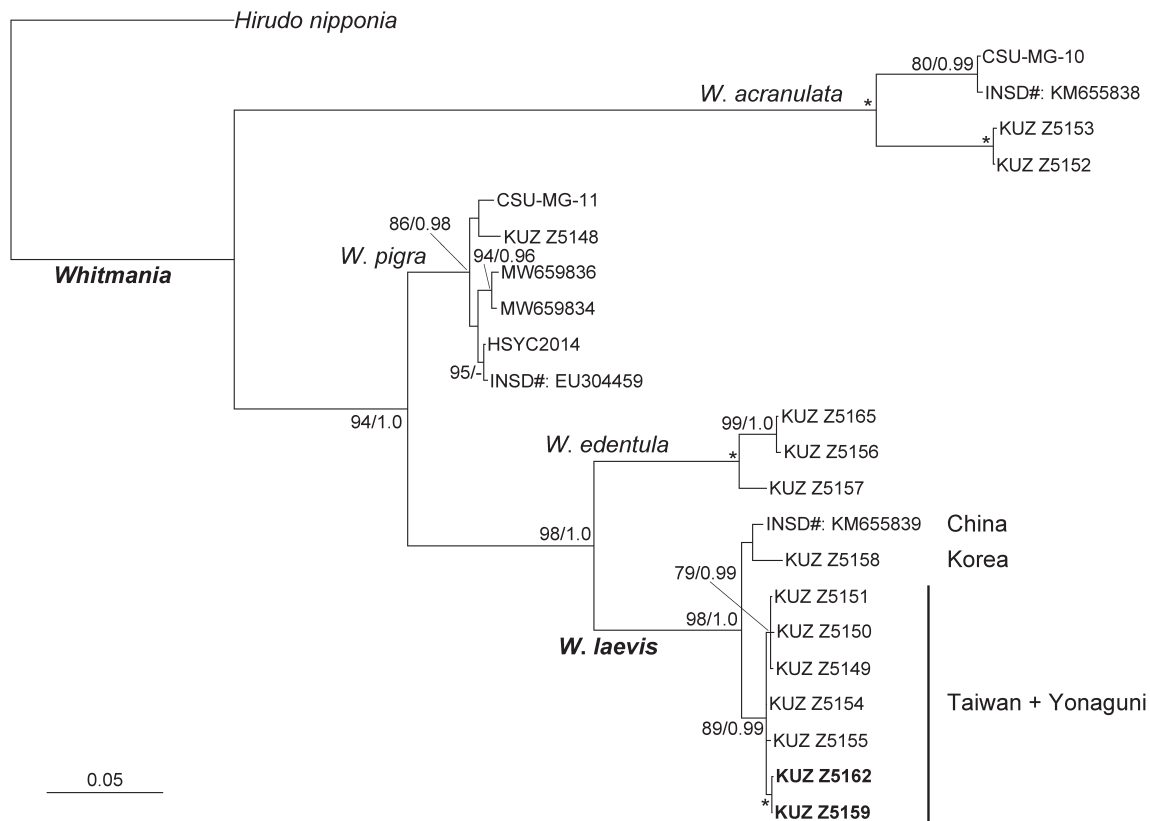 Hirudo nipponia
CSU-MG-10
80/0.99
INSD#: KM655838
W. acranulata
*
KUZ Z5153
*
KUZ Z5152
CSU-MG-11
86/0.98
KUZ Z5148
W. pigra
94/0.96
MW659836
Whitmania
MW659834
HSYC2014
95/-
INSD#: EU304459
KUZ Z5165
94/1.0
99/1.0
W. edentula
KUZ Z5156
*
KUZ Z5157
INSD#: KM655839 China
98/1.0
KUZ Z5158 Korea
79/0.99
KUZ Z5151
98/1.0
KUZ Z5150
W. laevis
KUZ Z5149
KUZ Z5154 Taiwan + Yonaguni
89/0.99
KUZ Z5155
0.05
KUZ Z5162
*
KUZ Z5159